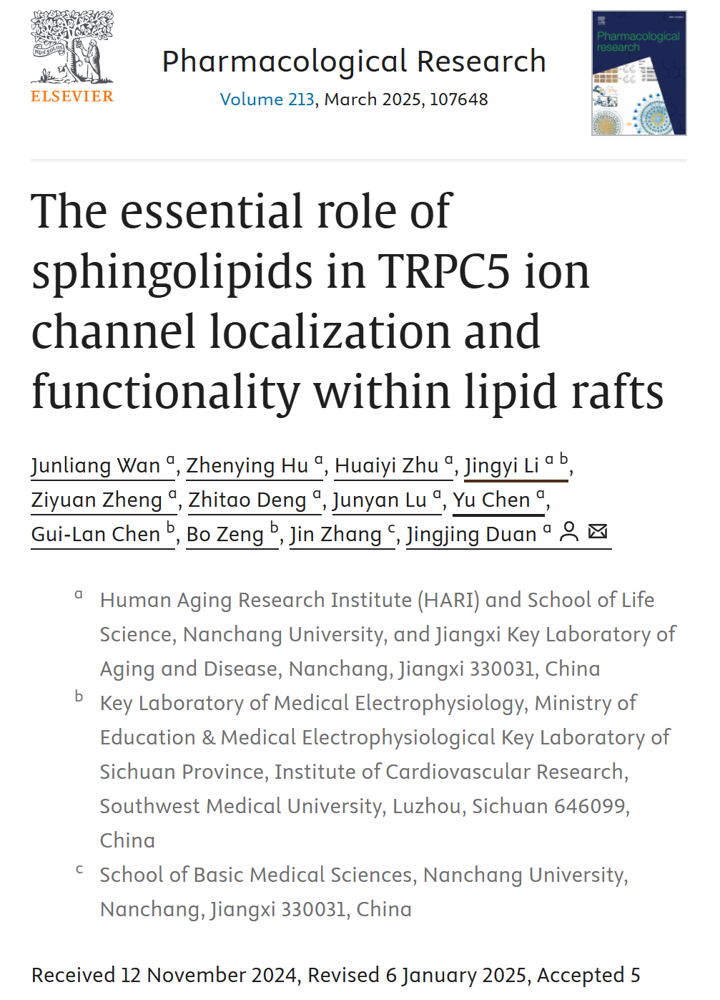 NON SOLUS
ELSEVIER
Pharmacological Research
Volume 213, March 2025, 107648
Pharmacological
research
The essential role of
sphingolipids in TRPC5 ion
channel localization and
functionality within lipid rafts
Junliang Wan a, Zhenying Hu a, Huaiyi Zhu a, Jingyi Li a b,
Ziyuan Zheng a, Zhitao Deng a, Junyan Lu a, Yu Chen a,
Gui-Lan Chen b, Bo Zeng b, Jin Zhang c, Jingjing Duan a
a Human Aging Research Institute (HARI) and School of Life
Science, Nanchang University, and Jiangxi Key Laboratory of
Aging and Disease, Nanchang, Jiangxi 330031, China
b Key Laboratory of Medical Electrophysiology, Ministry of
Education & Medical Electrophysiological Key Laboratory of
Sichuan Province, Institute of Cardiovascular Research,
Southwest Medical University, Luzhou, Sichuan 646099,
China
c School of Basic Medical Sciences, Nanchang University,
Nanchang, Jiangxi 330031, China
Received 12 November 2024, Revised 6 January 2025, Accepted 5